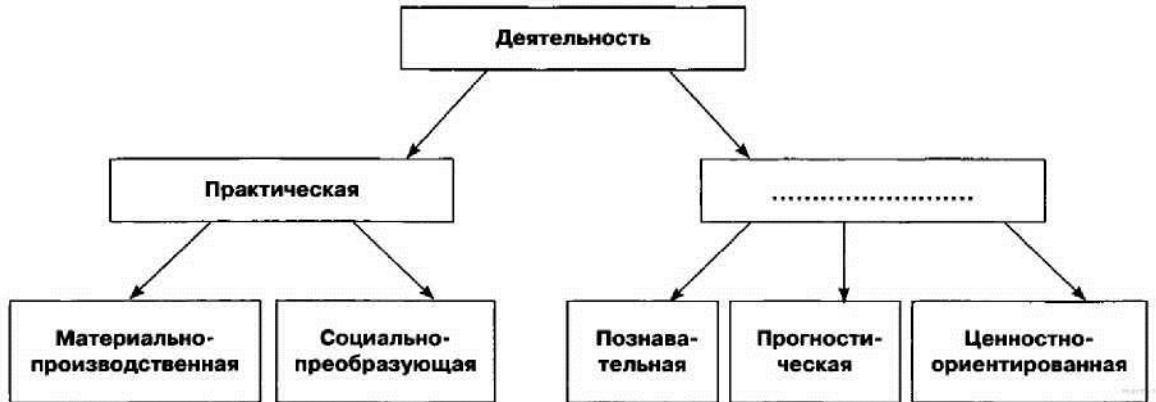 Деятельность
Практическая
........................
Материально-
производственная
Социально-
преобразующая
Познава-
тельная
Прогности-
ческая
Ценностно-
ориентированная